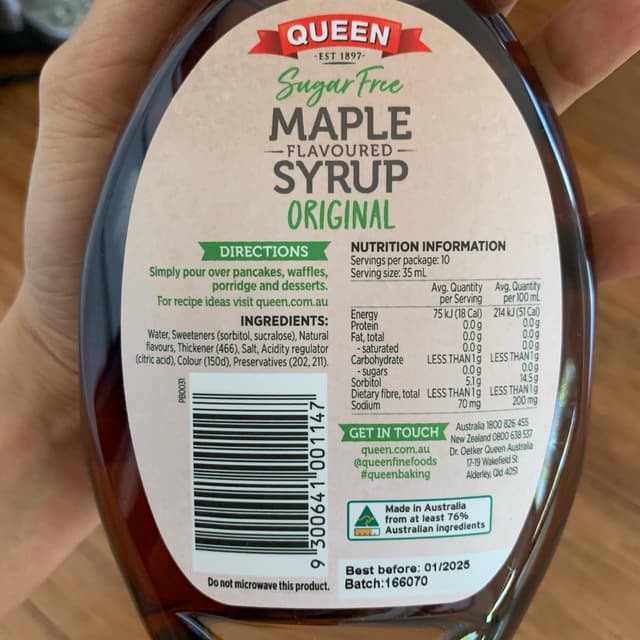 QUEEN
-EST 1897-
Sugar Free
MAPLE
FLAVOURED
SYRUP
ORIGINAL
DIRECTIONS
Simply pour over pancakes, waffles,
porridge and desserts.
For recipe ideas visit queen.com.au
INGREDIENTS:
Water, Sweeteners (sorbitol, sucralose), Natural
flavours, Thickener (466), Salt, Acidity regulator
(citric acid), Colour (150d), Preservatives (202, 211).
PB0031
9 300641 001147
Do not microwave this product.
NUTRITION INFORMATION
Servings per package: 10
Serving size: 35 mL
Avg. Quantity per Serving Avg. Quantity per 100 mL
Energy 75 kJ (18 Cal) 214 kJ (51 Cal)
Protein 0.0 g 0.0 g
Fat, total 0.0 g 0.0 g
- saturated 0.0 g 0.0 g
Carbohydrate LESS THAN 1 g LESS THAN 1 g
- sugars 0.0 g 0.0 g
Sorbitol 5.1 g 14.5 g
Dietary fibre, total LESS THAN 1 g LESS THAN 1 g
Sodium 70 mg 200 mg
GET IN TOUCH
queen.com.au
@queenfinefoods
#queenbaking
Australia 1800 826 455
New Zealand 0800 638 537
Dr. Oetker Queen Australia
17-19 Wakefield St
Alderley, Qld 4051
Made in Australia
from at least 76%
Australian ingredients
Best before: 01/2025
Batch:166070